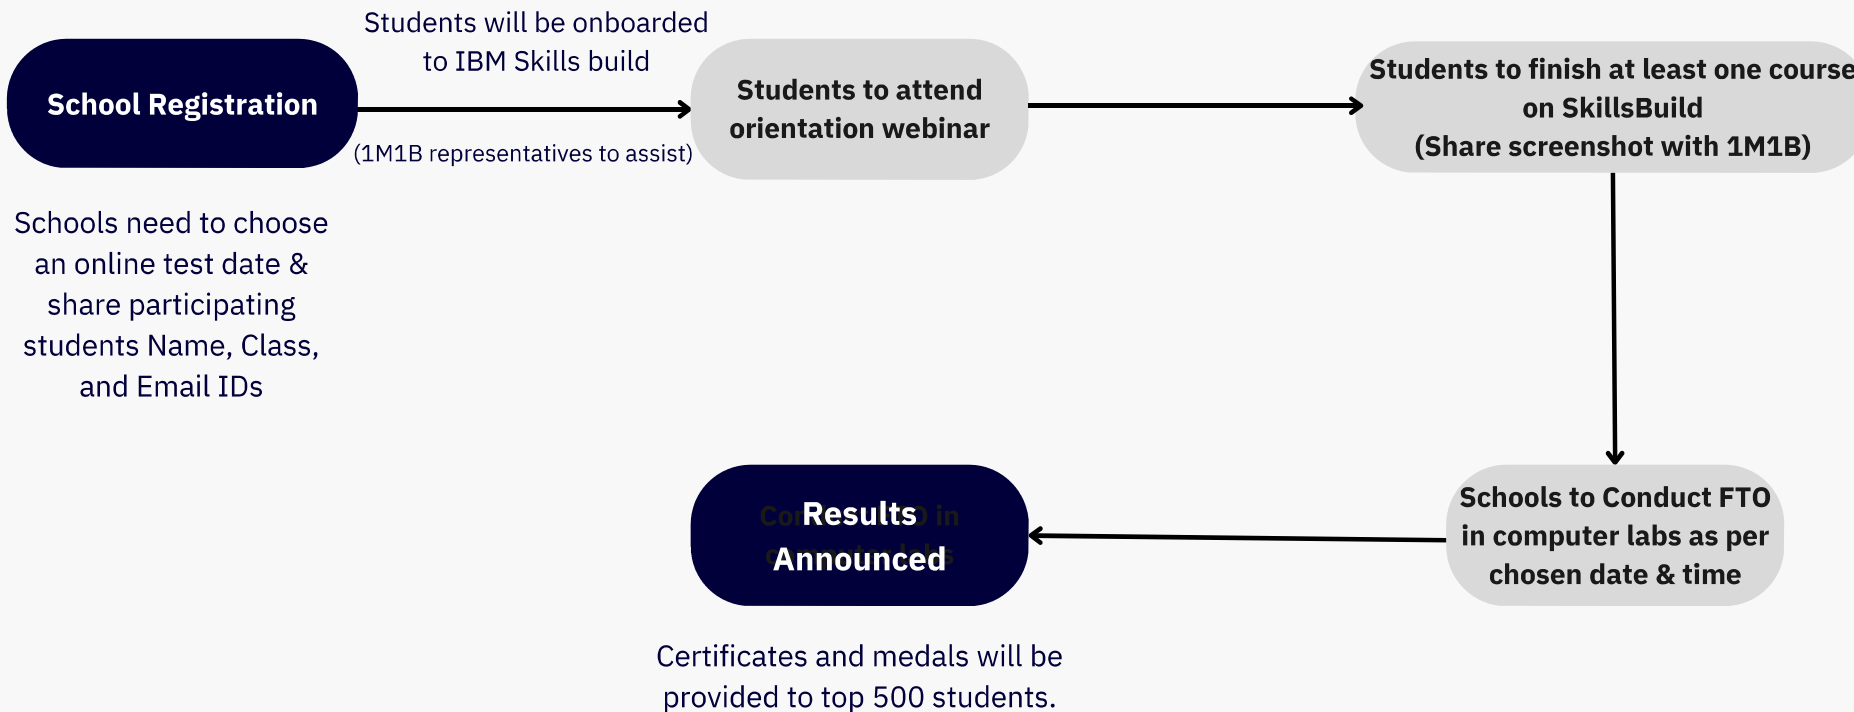 Students will be onboarded
to IBM Skills build
School Registration
(1M1B representatives to assist)
Students to attend
orientation webinar
Students to finish at least one course
on SkillsBuild
(Share screenshot with 1M1B)
Schools need to choose
an online test date &
share participating
students Name, Class,
and Email IDs
Schools to Conduct FTO
in computer labs as per
chosen date & time
Results
Announced
Certificates and medals will be
provided to top 500 students.